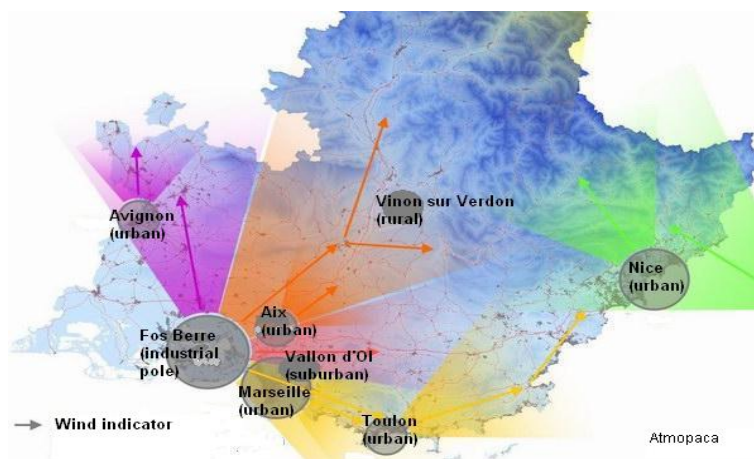 Avignon
(urban)
Vinon sur Verdon
(rural)
Nice
(urban)
Aix
(urban)
Fos Berre
(industrial
pole)
Vallon d'Ol
(suburban)
Marseille
(urban)
Toulon
(urban)
Wind indicator
Atmopaca